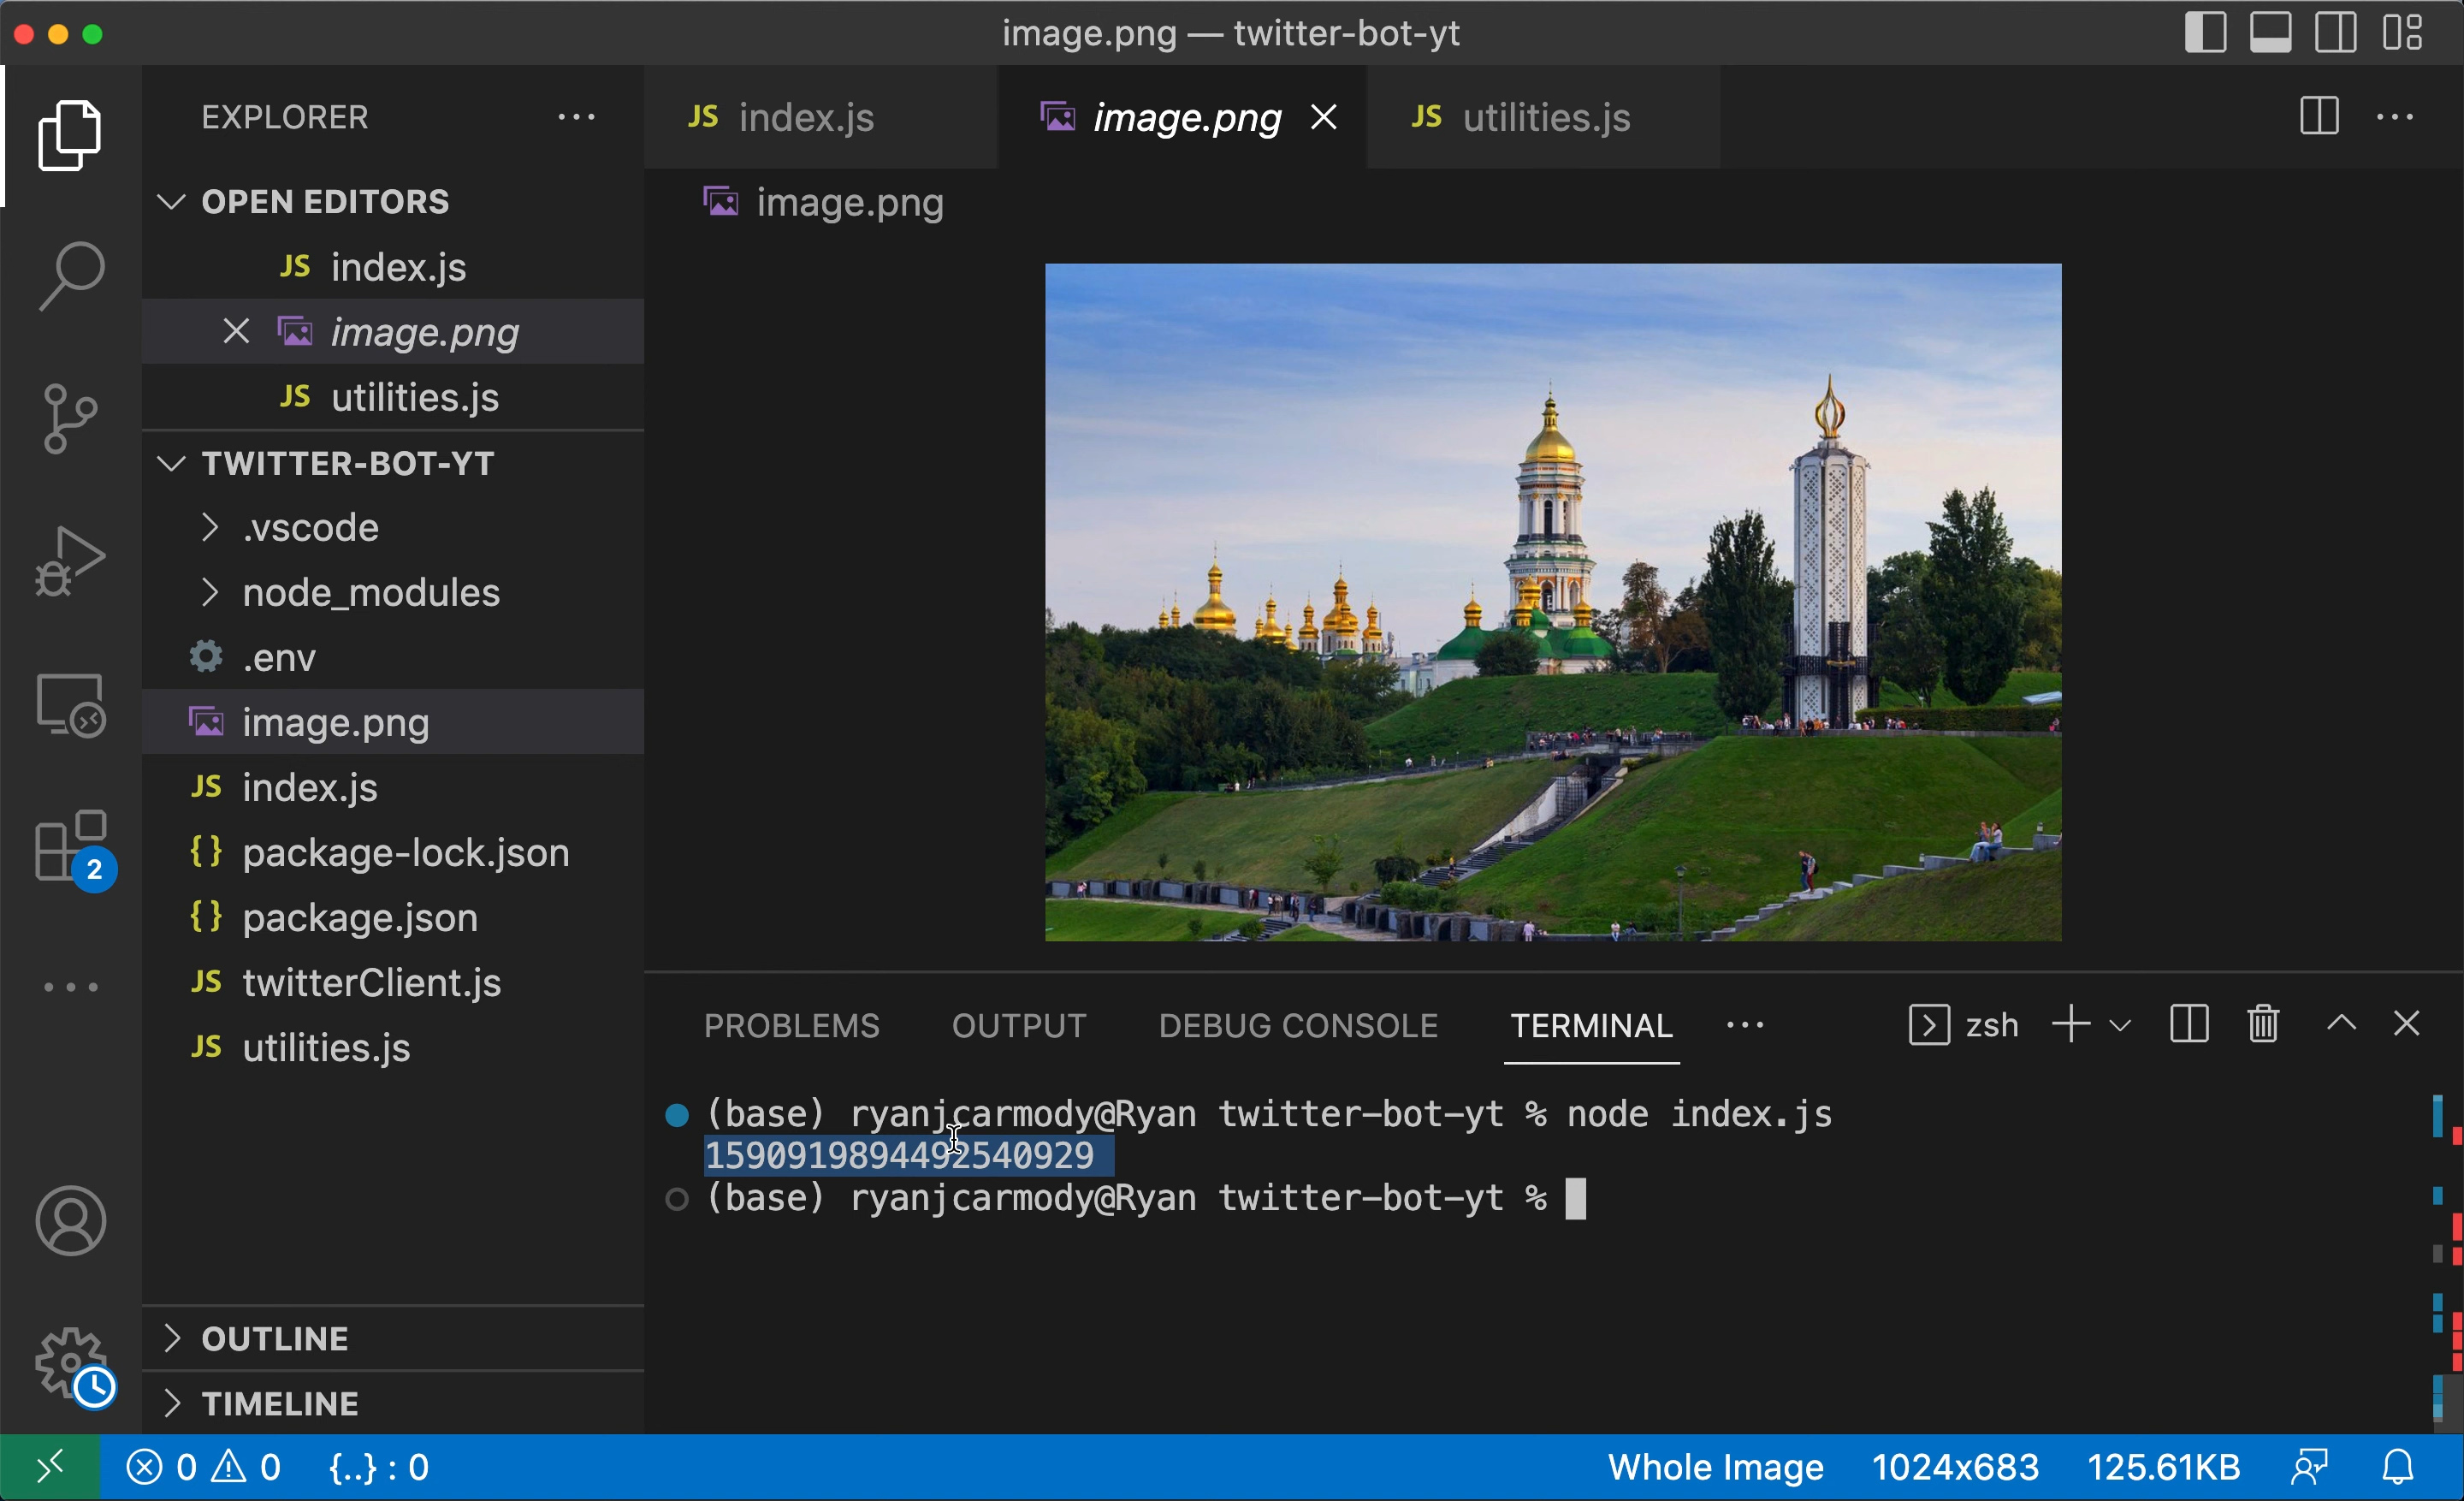 image.png — twitter-bot-yt
EXPLORER
OPEN EDITORS
JS index.js
image.png
JS utilities.js
TWITTER-BOT-YT
.vscode
node_modules
.env
image.png
JS index.js
{ } package-lock.json
{ } package.json
JS twitterClient.js
JS utilities.js
OUTLINE
TIMELINE
2
JS index.js
image.png
JS utilities.js
image.png
PROBLEMS OUTPUT DEBUG CONSOLE TERMINAL
zsh
(base) ryanjcarmody@Ryan twitter-bot-yt % node index.js
1590919894492540929
(base) ryanjcarmody@Ryan twitter-bot-yt %
0 0 {..} : 0
Whole Image 1024x683 125.61KB